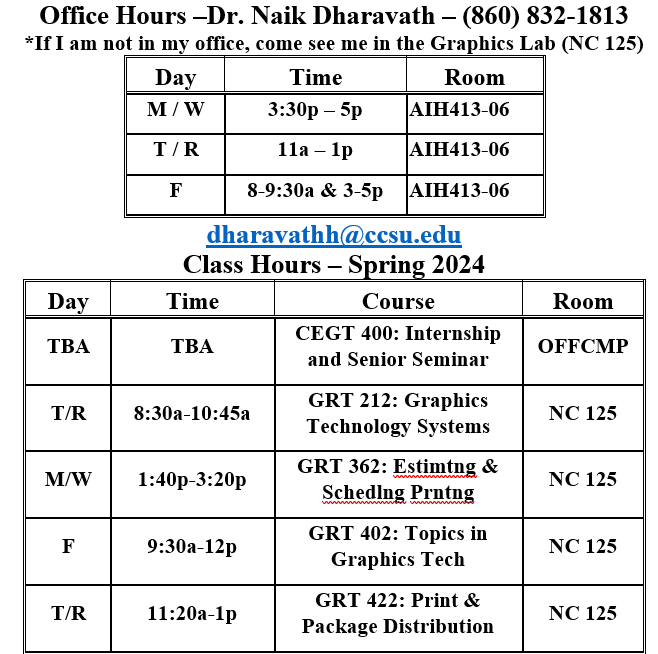 Office Hours –Dr. Naik Dharavath – (860) 832-1813
*If I am not in my office, come see me in the Graphics Lab (NC 125)
Day Time Room
M / W 3:30p – 5p AIH413-06
T / R 11a – 1p AIH413-06
F 8-9:30a & 3-5p AIH413-06
dharavathh@ccsu.edu
Class Hours – Spring 2024
Day Time Course Room
TBA TBA CEGT 400: Internship and Senior Seminar OFFCMP
T/R 8:30a-10:45a GRT 212: Graphics Technology Systems NC 125
M/W 1:40p-3:20p GRT 362: Estimtng & Schedlng Prntng NC 125
F 9:30a-12p GRT 402: Topics in Graphics Tech NC 125
T/R 11:20a-1p GRT 422: Print & Package Distribution NC 125